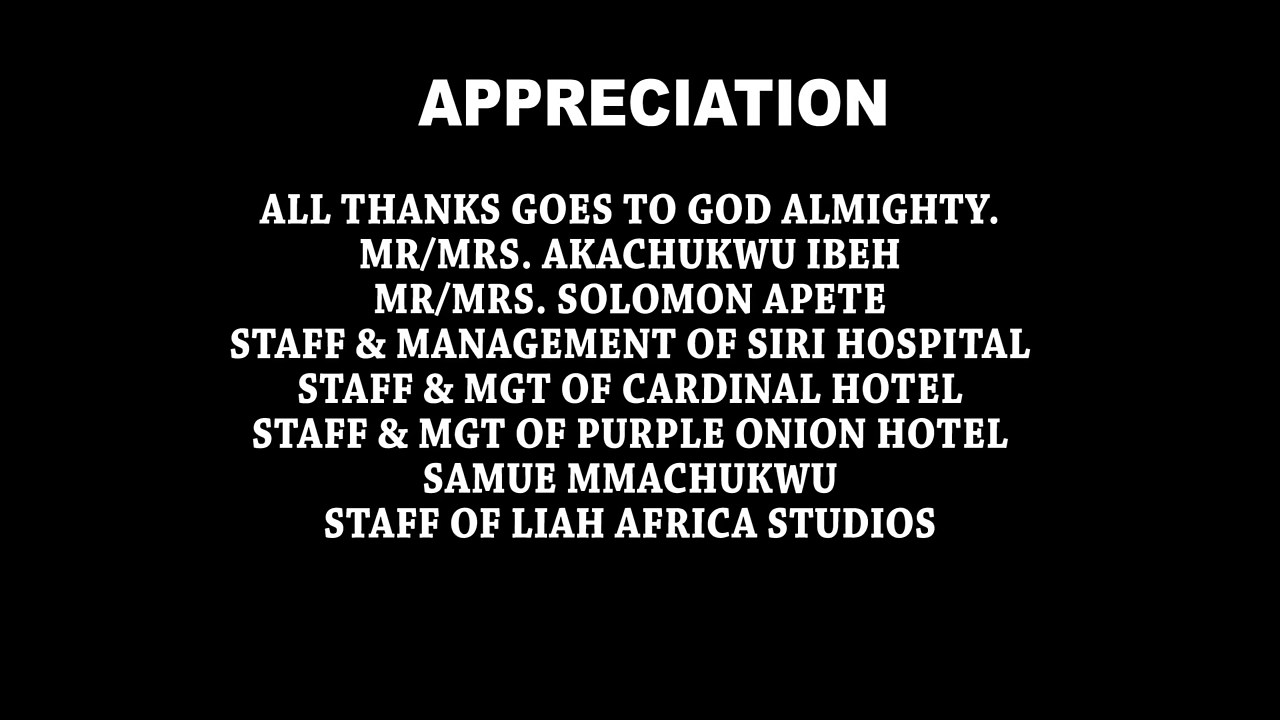 APPRECIATION
ALL THANKS GOES TO GOD ALMIGHTY.
MR/MRS. AKACHUKWU IBEH
MR/MRS. SOLOMON APETE
STAFF & MANAGEMENT OF SIRI HOSPITAL
STAFF & MGT OF CARDINAL HOTEL
STAFF & MGT OF PURPLE ONION HOTEL
SAMUE MMACHUKWU
STAFF OF LIAH AFRICA STUDIOS